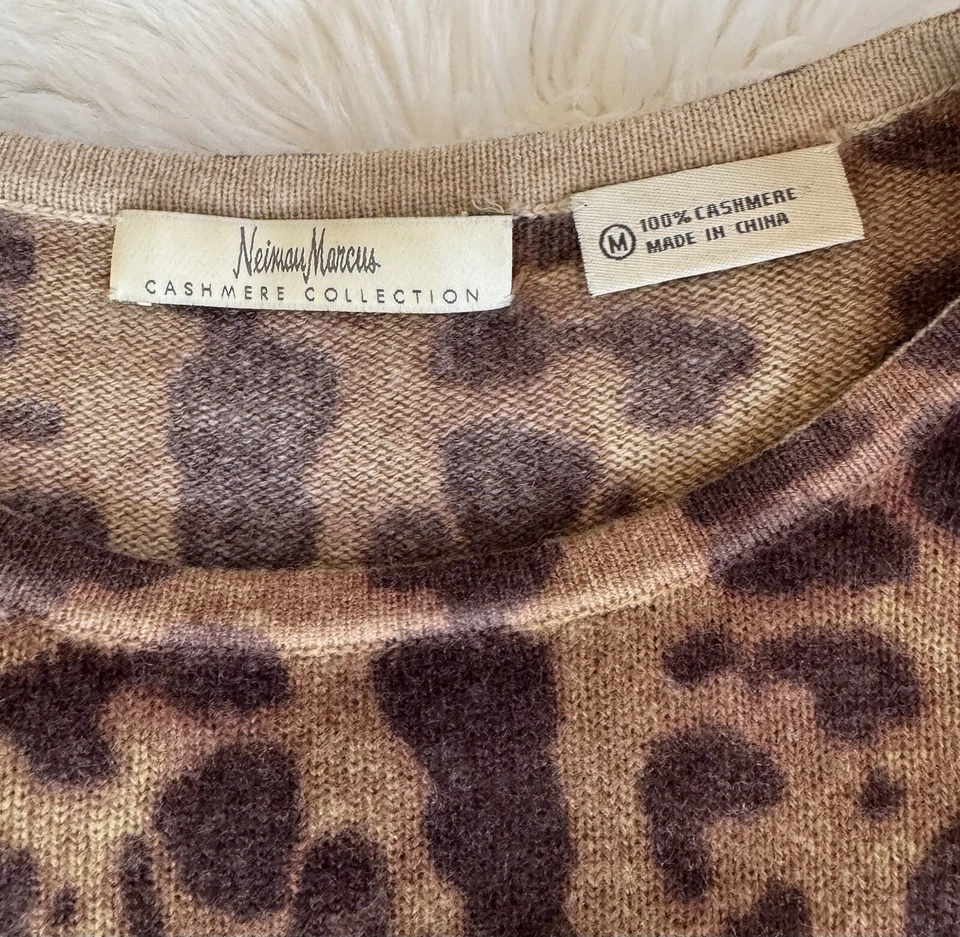 Neiman Marcus
CASHMERE COLLECTION
M 100% CASHMERE
MADE IN CHINA